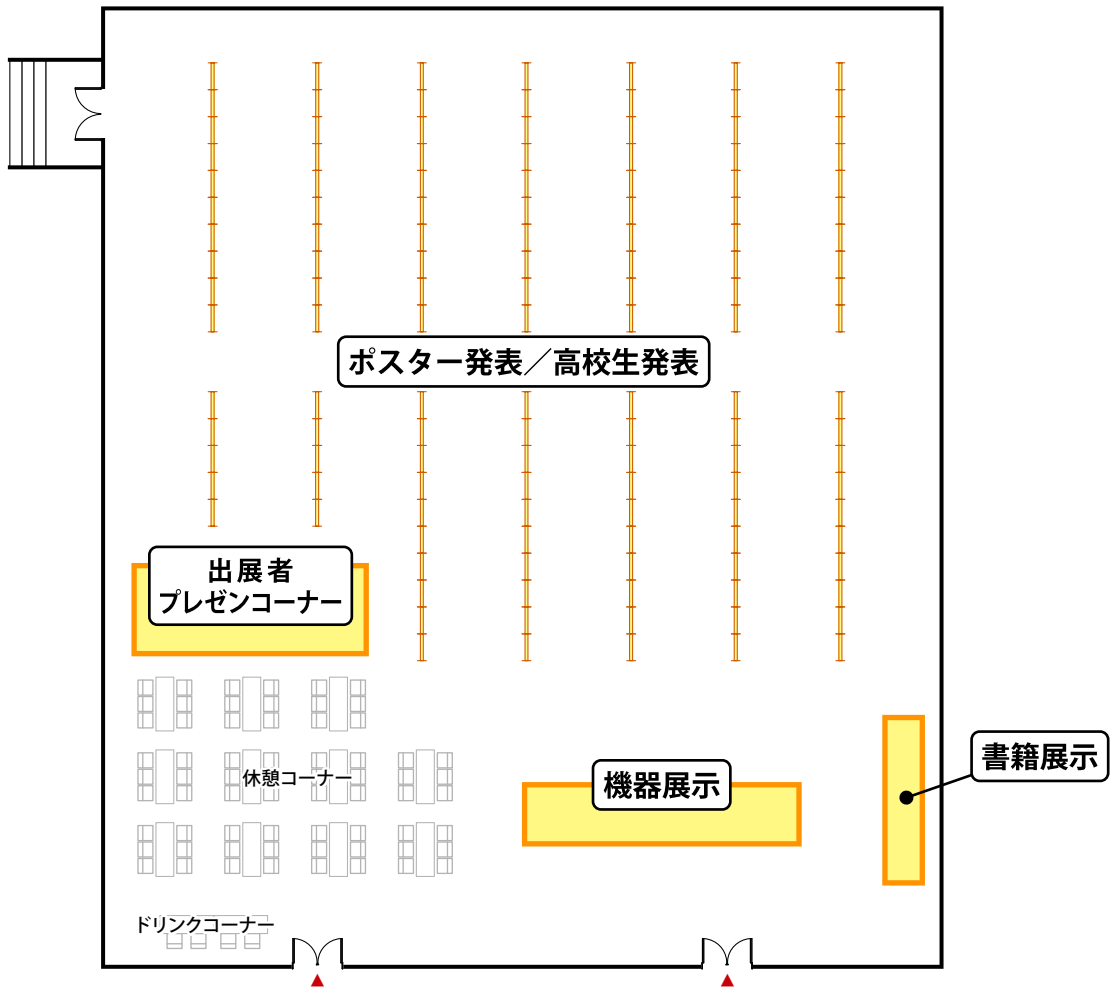 ポスター発表／高校生発表
出展者
プレゼンコーナー
書籍展示
機器展示
休憩コーナー
ドリンクコーナー